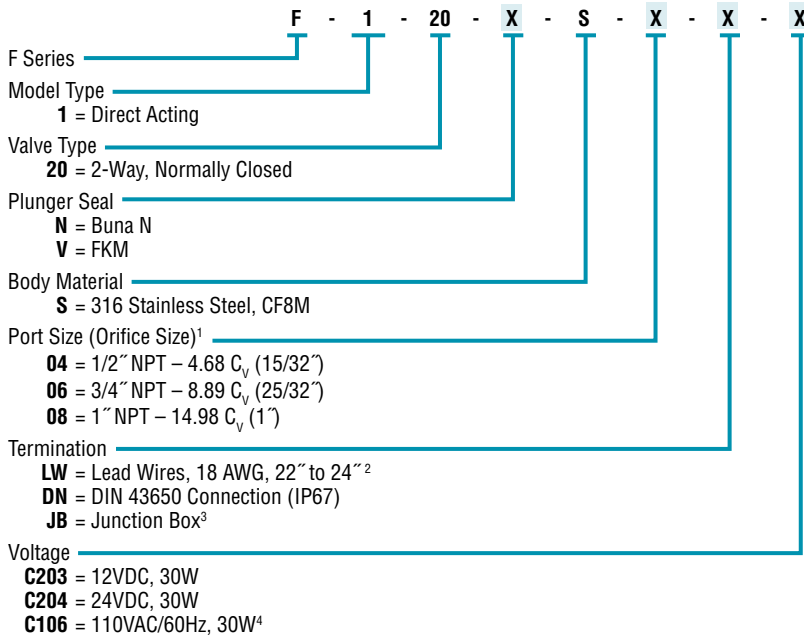 F - 1 - 20 - X - S - X - X - X
F Series
Model Type
1 = Direct Acting
Valve Type
20 = 2-Way, Normally Closed
Plunger Seal
N = Buna N
V = FKM
Body Material
S = 316 Stainless Steel, CF8M
Port Size (Orifice Size)¹
04 = 1/2˝ NPT – 4.68 Cᵥ (15/32˝)
06 = 3/4˝ NPT – 8.89 Cᵥ (25/32˝)
08 = 1˝ NPT – 14.98 Cᵥ (1˝)
Termination
LW = Lead Wires, 18 AWG, 22˝ to 24˝ ²
DN = DIN 43650 Connection (IP67)
JB = Junction Box³
Voltage
C203 = 12VDC, 30W
C204 = 24VDC, 30W
C106 = 110VAC/60Hz, 30W⁴